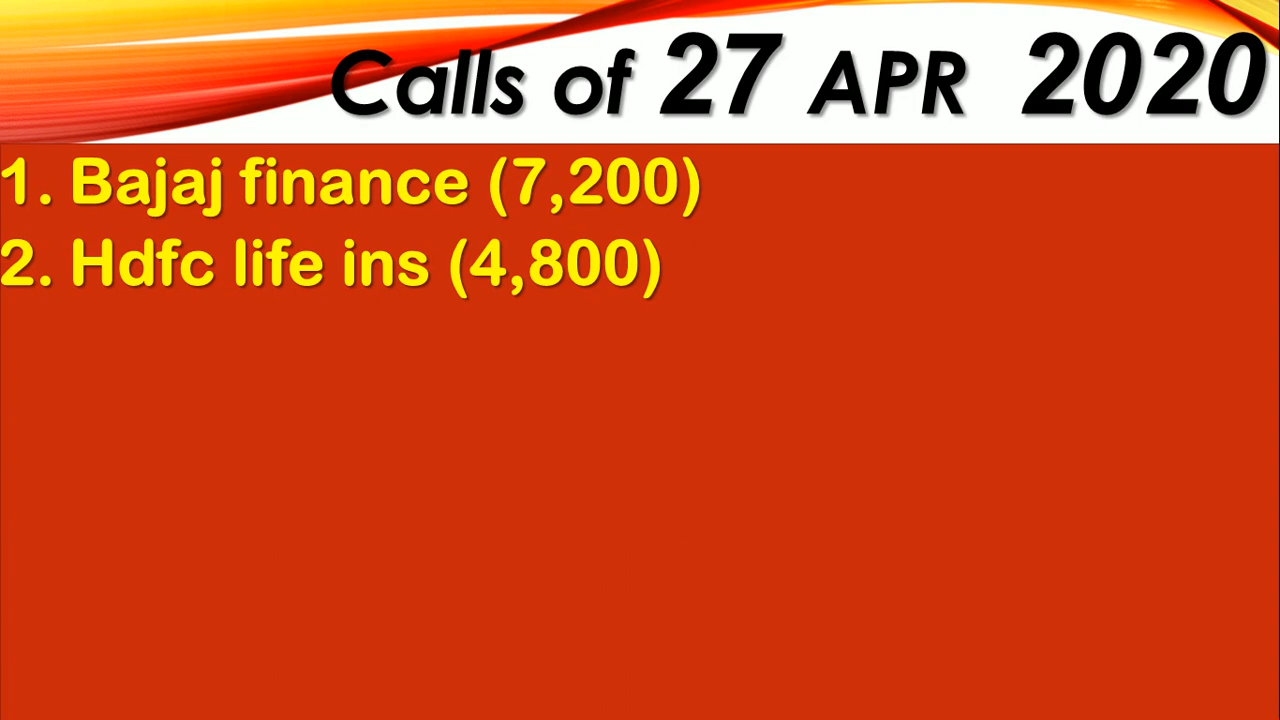 Calls of 27 APR 2020
1. Bajaj finance (7,200)
2. Hdfc life ins (4,800)